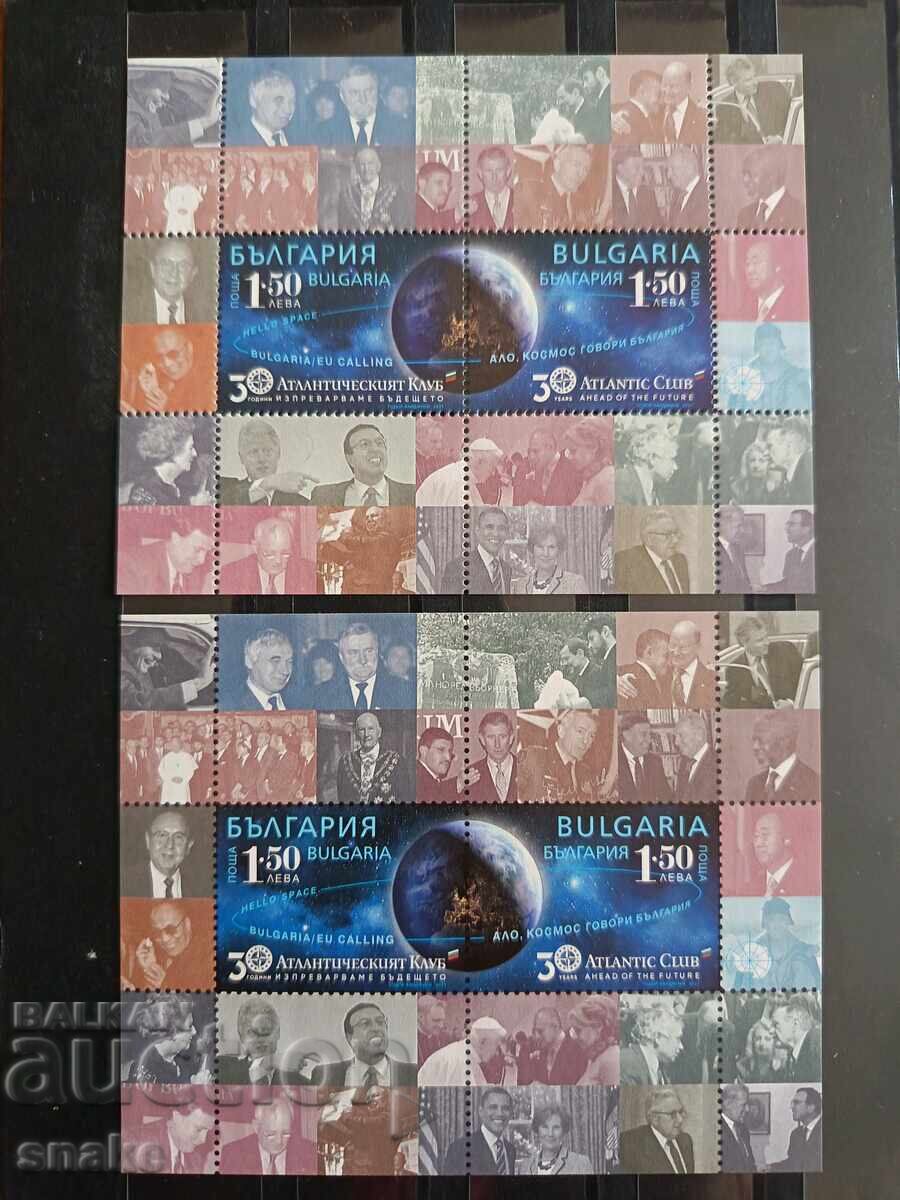 UM
БЪЛГАРИЯ
BULGARIA
ПОЩА
1.50
ЛЕВА
BULGARIA
БЪЛГАРИЯ
1.50
ЛЕВА
ПОЩА
HELLO SPACE
BULGARIA/EU CALLING
АЛО, КОСМОС ГОВОРИ БЪЛГАРИЯ
30 ГОДИНИ
АТЛАНТИЧЕСКИЯТ КЛУБ
ИЗПРЕВАРВАМЕ БЪДЕЩЕТО
30 YEARS
ATLANTIC CLUB
AHEAD OF THE FUTURE
UM
БЪЛГАРИЯ
BULGARIA
ПОЩА
1.50
ЛЕВА
BULGARIA
БЪЛГАРИЯ
1.50
ЛЕВА
ПОЩА
HELLO SPACE
BULGARIA/EU CALLING
АЛО, КОСМОС ГОВОРИ БЪЛГАРИЯ
30 ГОДИНИ
АТЛАНТИЧЕСКИЯТ КЛУБ
ИЗПРЕВАРВАМЕ БЪДЕЩЕТО
30 YEARS
ATLANTIC CLUB
AHEAD OF THE FUTURE
BALKAN
auction
snake